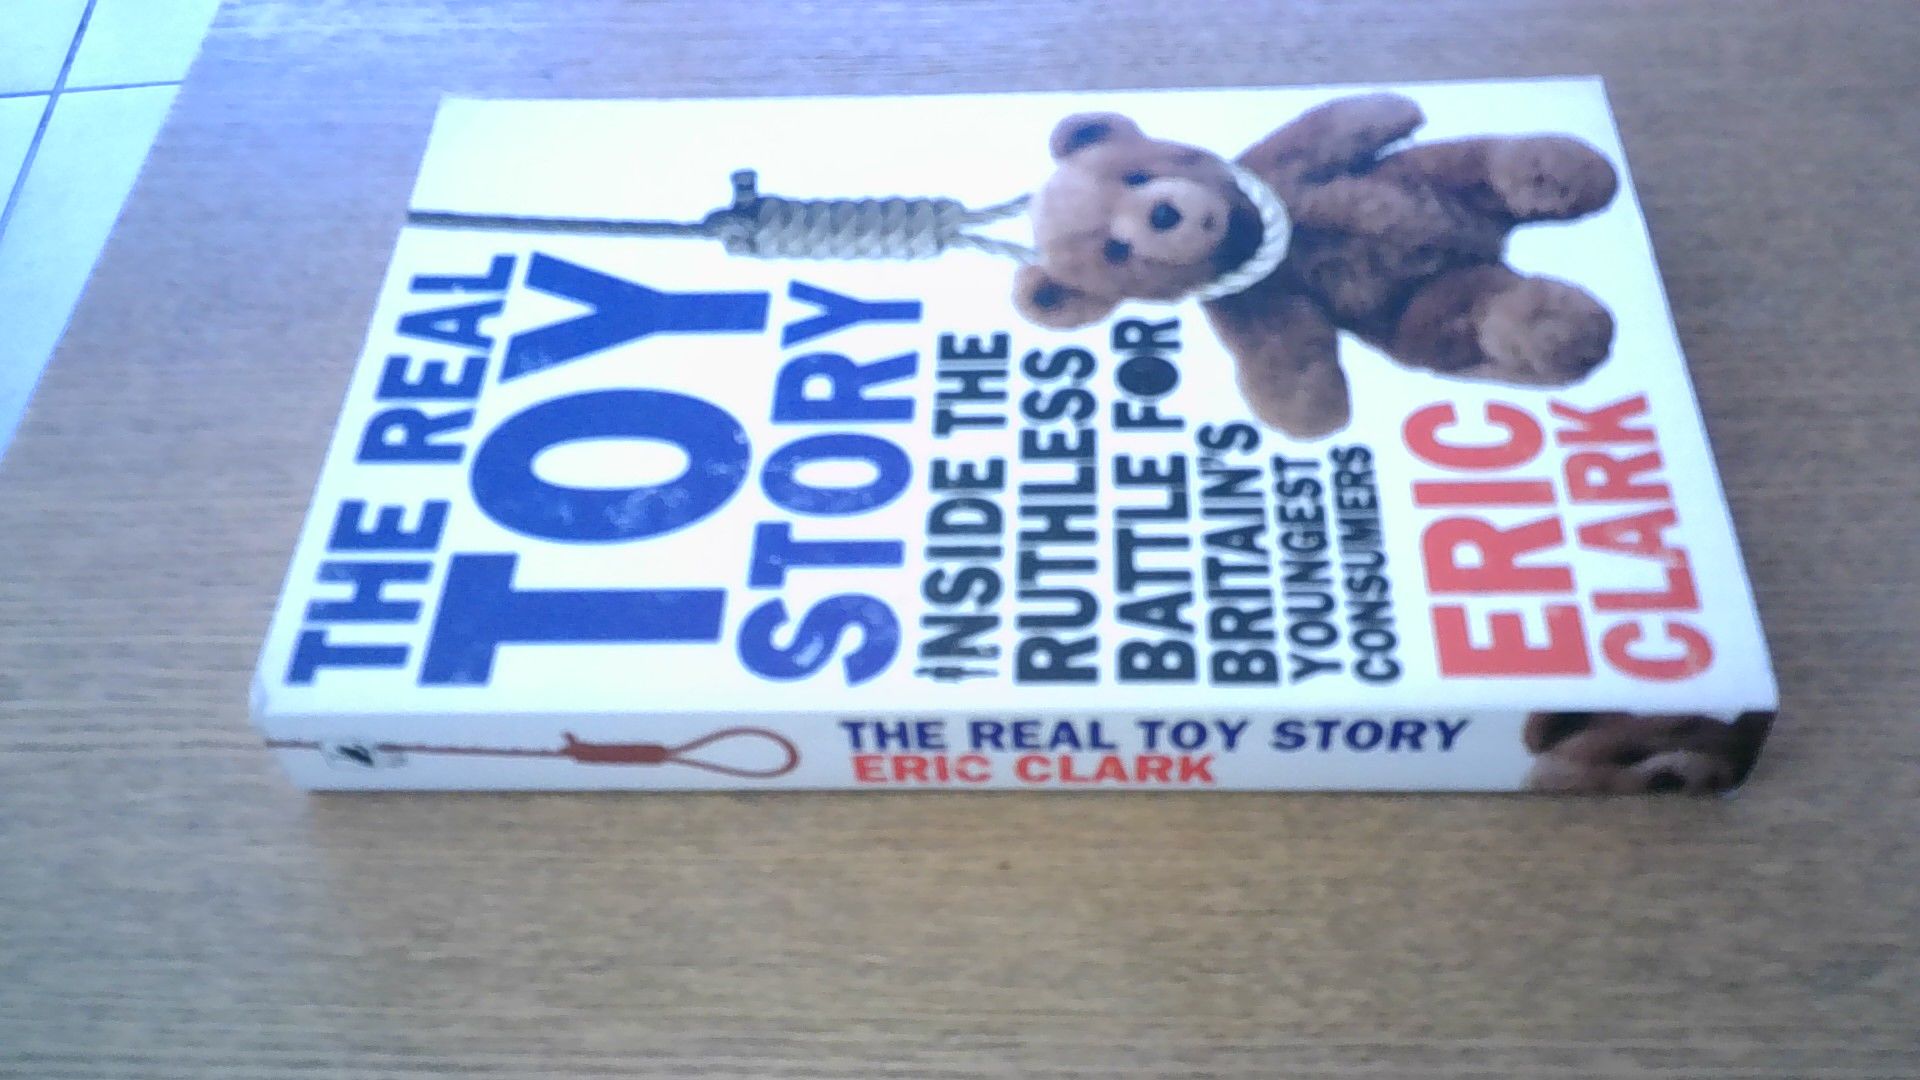 THE REAL
TOY
STORY
INSIDE THE
RUTHLESS
BATTLE FOR
BRITAIN'S
YOUNGEST
CONSUMERS
ERIC
CLARK
THE REAL TOY STORY
ERIC CLARK